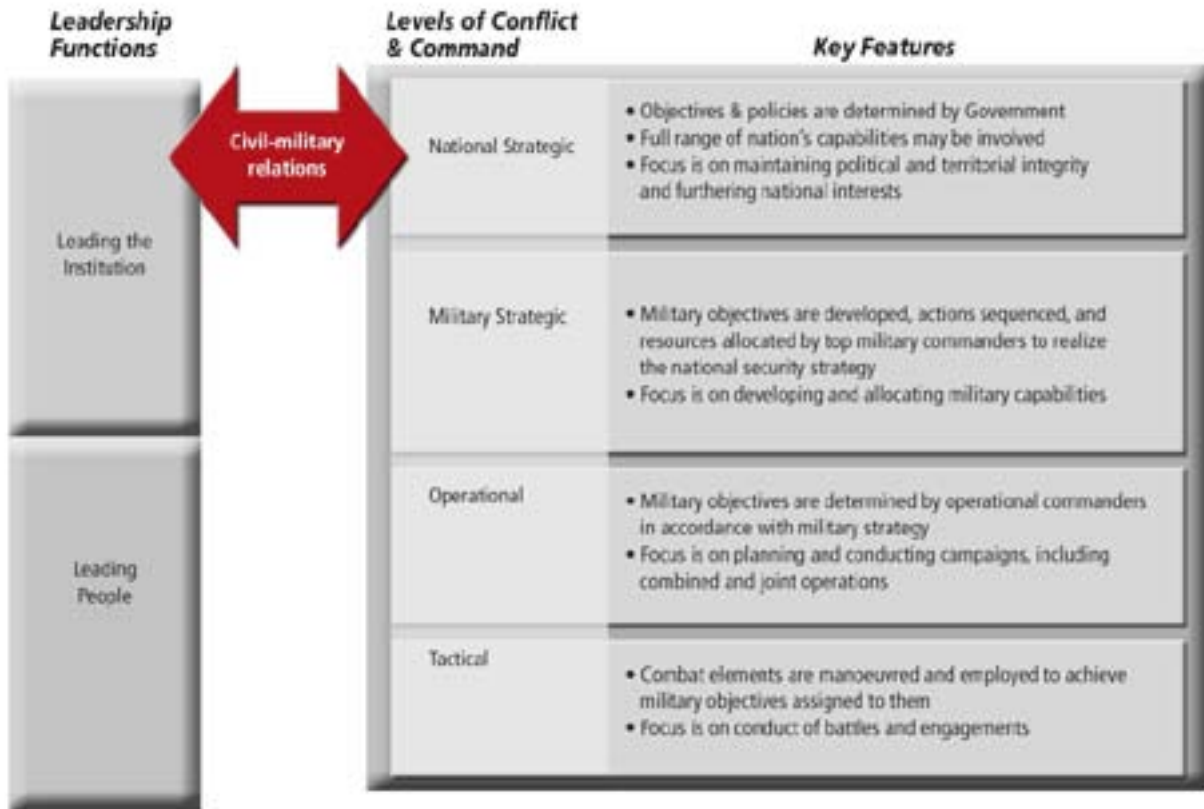 Leadership
Functions
Levels of Conflict
& Command
Key Features
Civil-military
relations
Leading the
Institution
Leading
People
National Strategic
• Objectives & policies are determined by Government
• Full range of nation's capabilities may be involved
• Focus is on maintaining political and territorial integrity
and furthering national interests
Military Strategic
• Military objectives are developed, actions sequenced, and
resources allocated by top military commanders to realize
the national security strategy
• Focus is on developing and allocating military capabilities
Operational
• Military objectives are determined by operational commanders
in accordance with military strategy
• Focus is on planning and conducting campaigns, including
combined and joint operations
Tactical
• Combat elements are manoeuvred and employed to achieve
military objectives assigned to them
• Focus is on conduct of battles and engagements